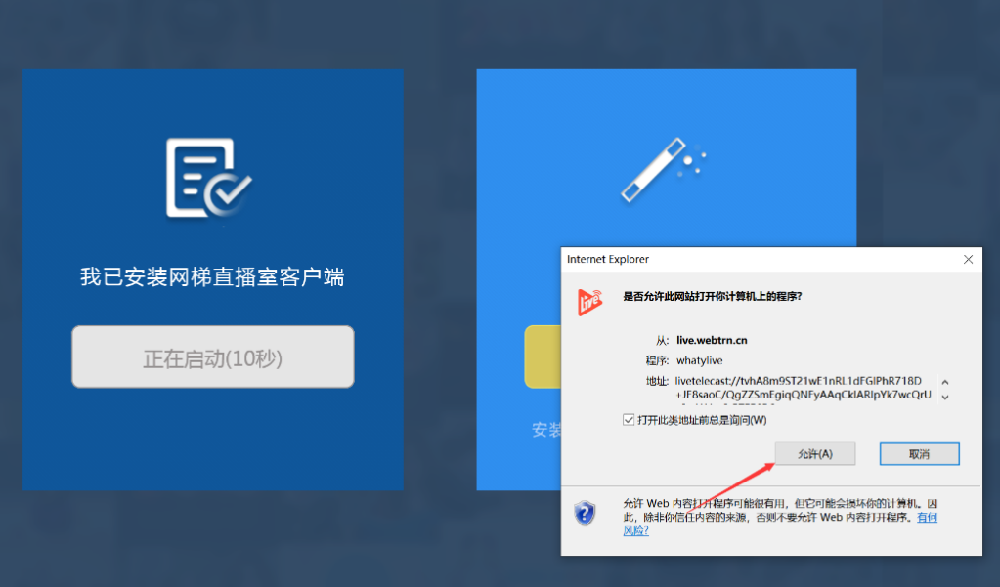 我已安装网梯直播室客户端
正在启动(10秒)
安装
Internet Explorer
Live
是否允许此网站打开你计算机上的程序?
从: live.webtrn.cn
程序: whatylive
地址: livetelecast://tvhA8m9ST21wE1nRL1dFGlPhR718D
+JF8saoC/QgZZSmEgiqQNFyAAqCklARlpYk7wcQrU
打开此类地址前总是询问(W)
允许(A)
取消
允许 Web 内容打开程序可能很有用，但它可能会损坏你的计算机。因
此，除非你信任内容的来源，否则不要允许 Web 内容打开程序。有何
风险?